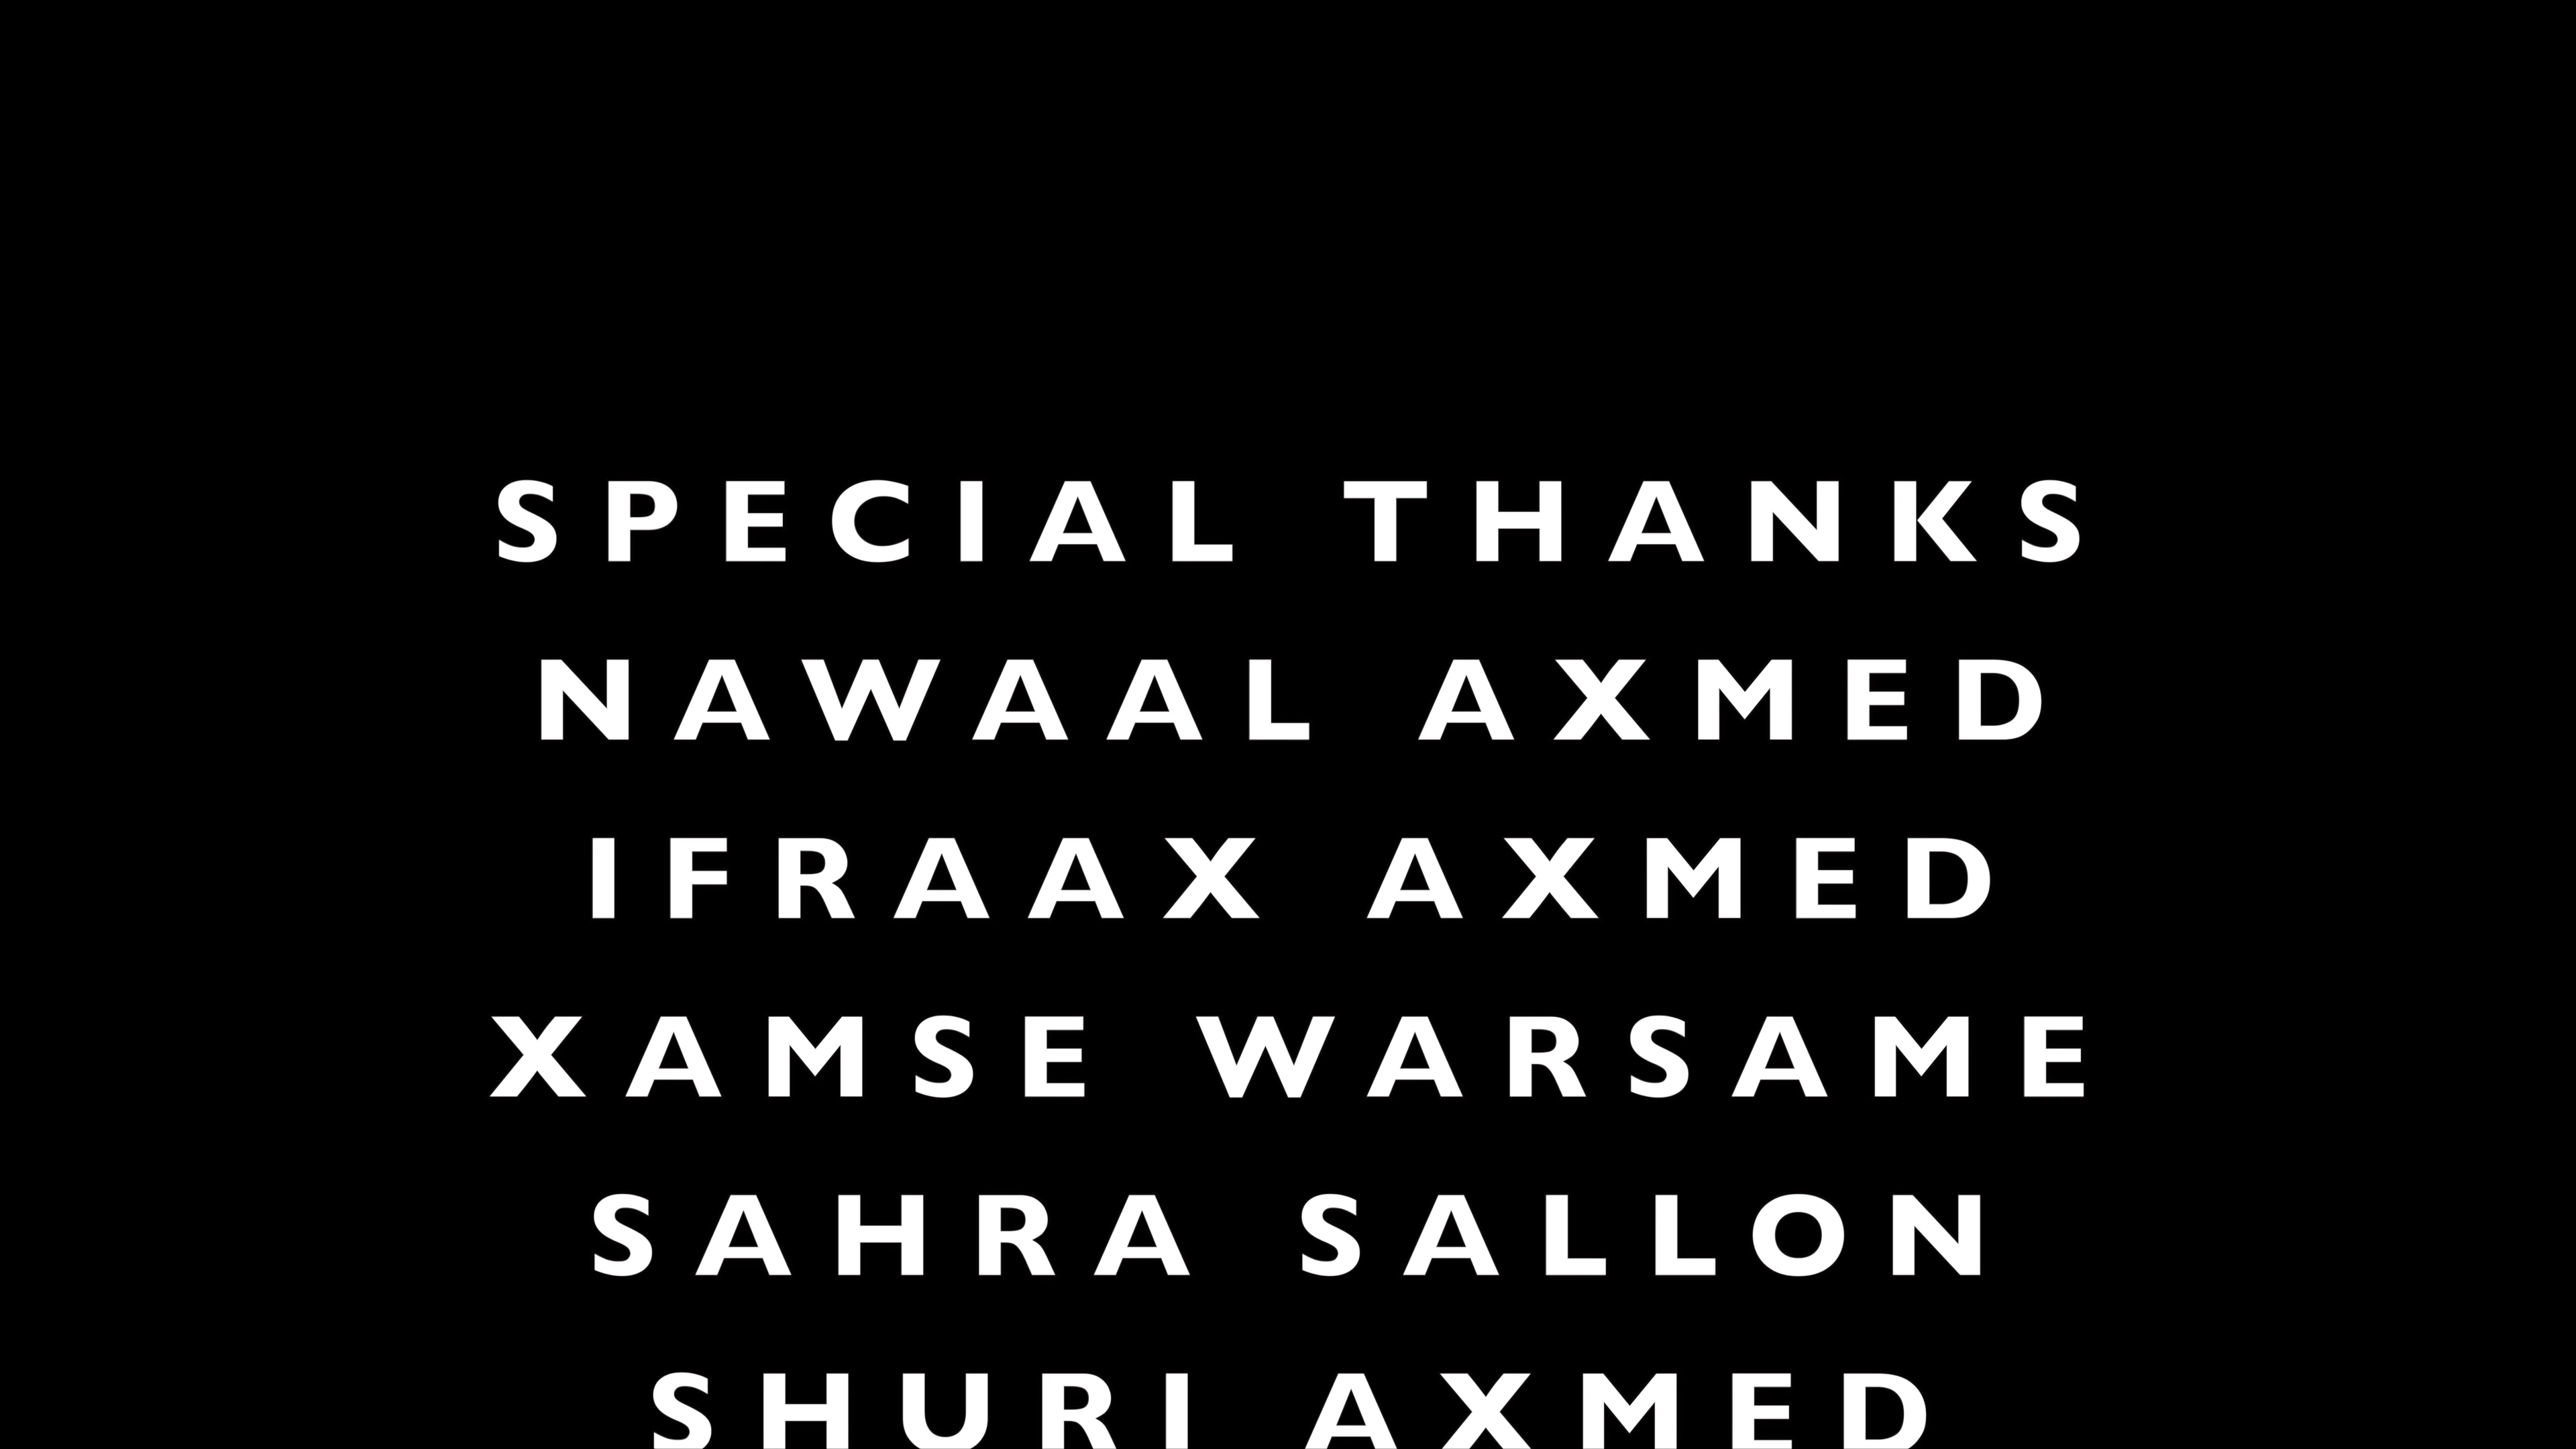 SPECIAL THANKS
NAWAAL AXMED
IFRAAX AXMED
XAMSE WARSAME
SAHRA SALLON
SHURI AXMED